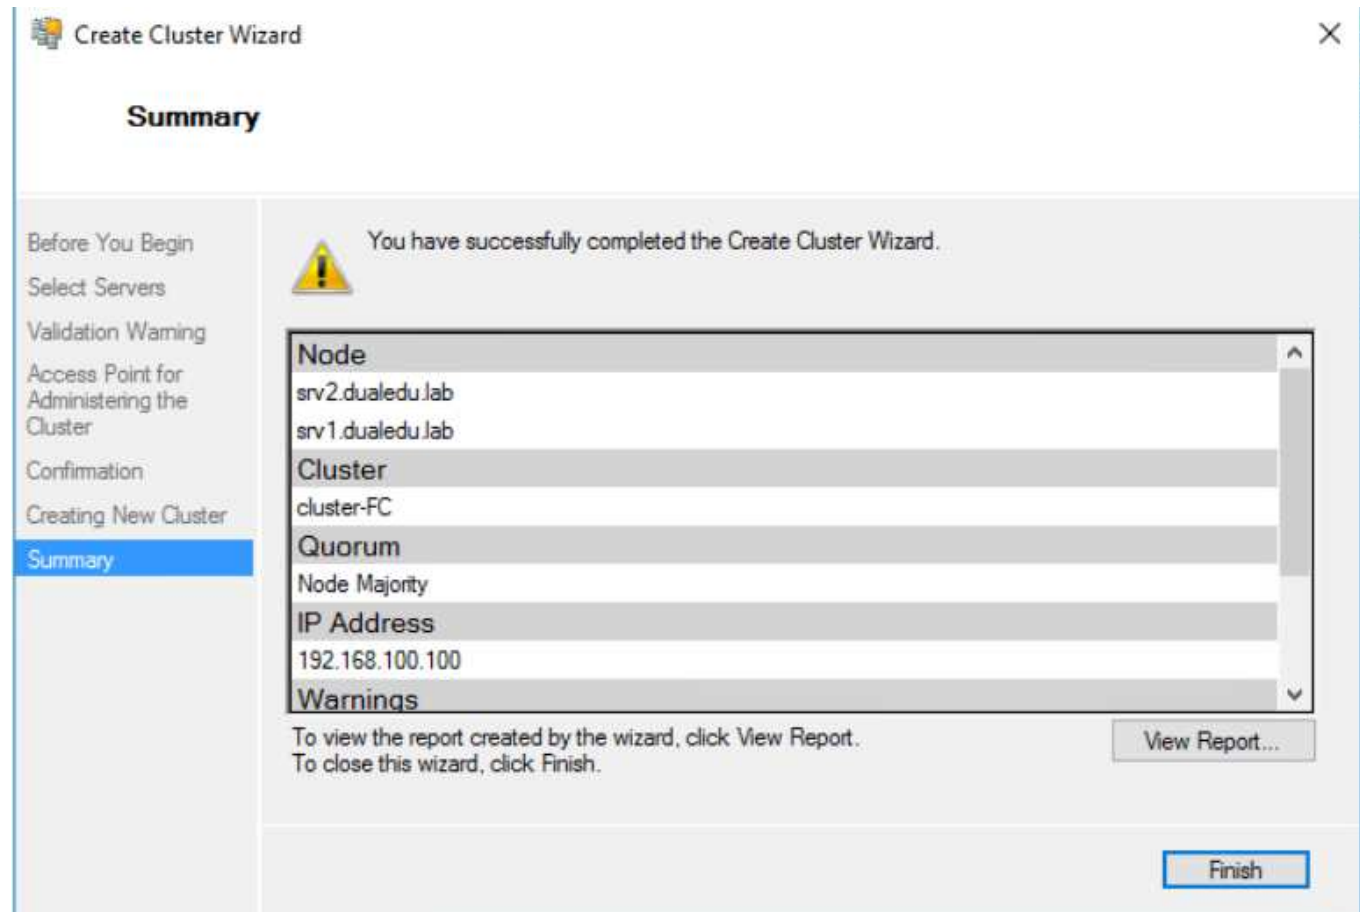 Create Cluster Wizard
Summary
Before You Begin
Select Servers
Validation Warning
Access Point for
Administering the
Cluster
Confirmation
Creating New Cluster
Summary
You have successfully completed the Create Cluster Wizard.
Node
srv2.dualedu.lab
srv1.dualedu.lab
Cluster
cluster-FC
Quorum
Node Majority
IP Address
192.168.100.100
Warnings
To view the report created by the wizard, click View Report.
To close this wizard, click Finish.
View Report...
Finish